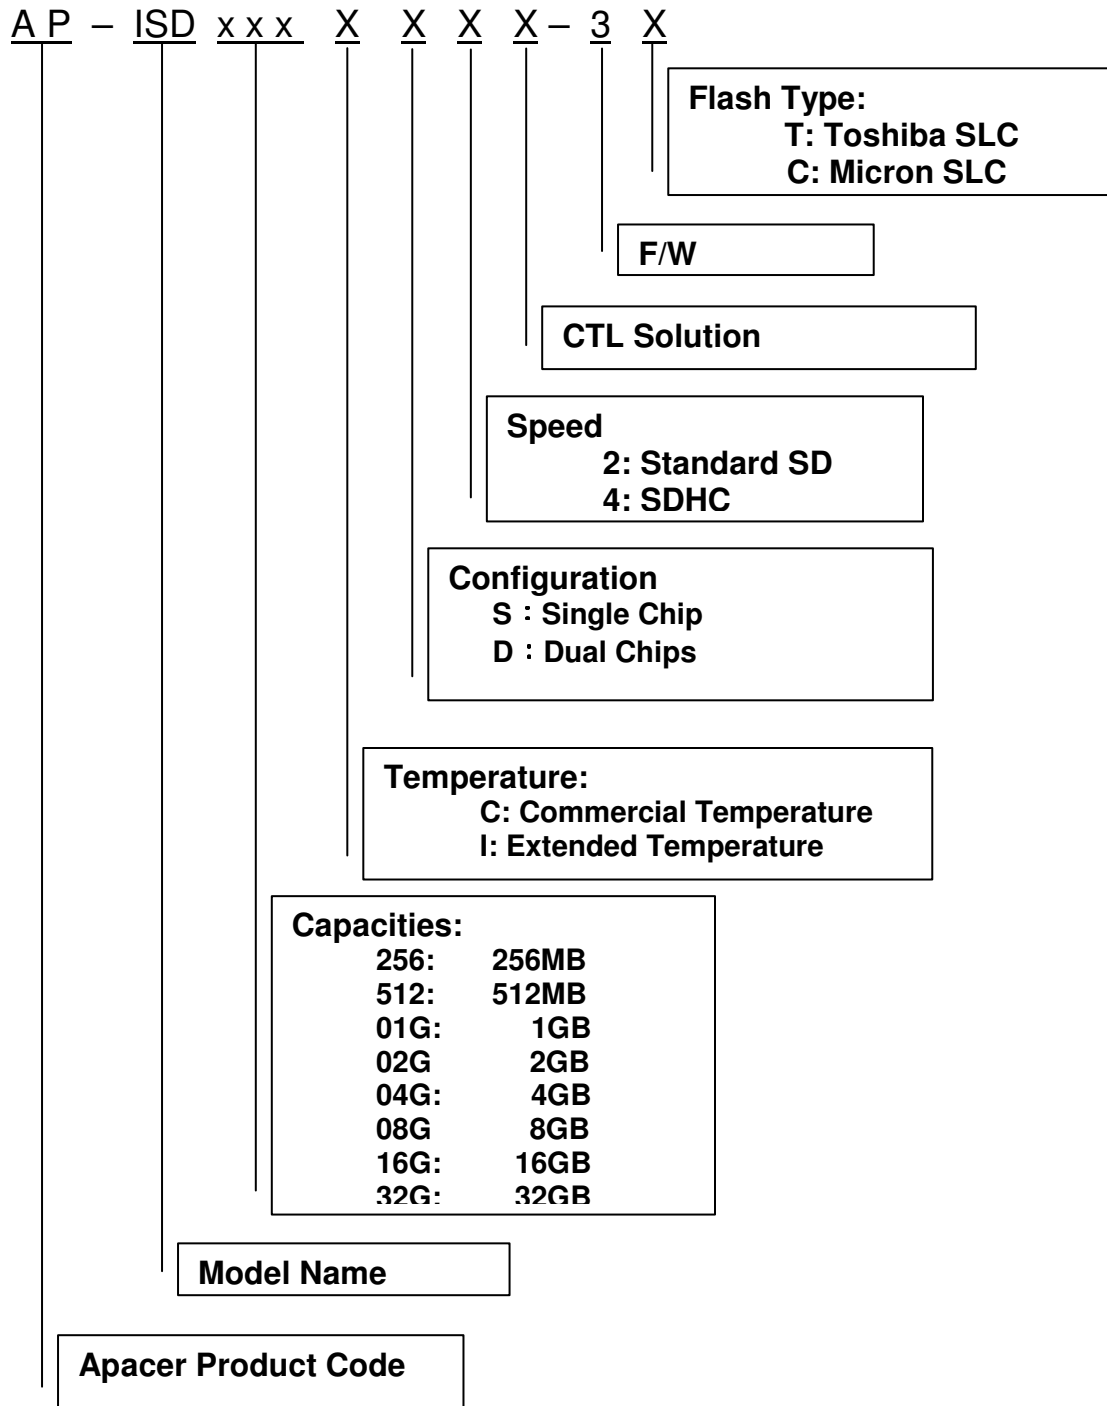 AP – ISD xxx X X X X – 3 X
Flash Type:
T: Toshiba SLC
C: Micron SLC
F/W
CTL Solution
Speed
2: Standard SD
4: SDHC
Configuration
S：Single Chip
D：Dual Chips
Temperature:
C: Commercial Temperature
I: Extended Temperature
Capacities:
256: 256MB
512: 512MB
01G: 1GB
02G 2GB
04G: 4GB
08G 8GB
16G: 16GB
32G: 32GB
Model Name
Apacer Product Code